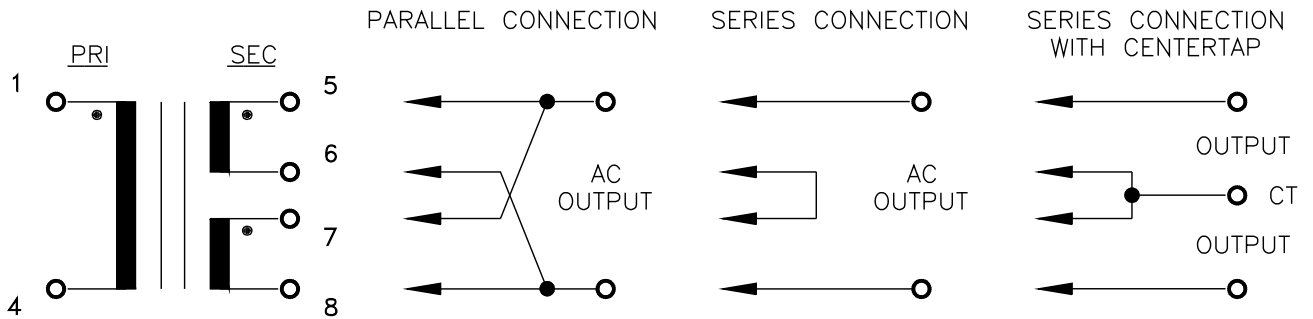 PARALLEL CONNECTION
SERIES CONNECTION
SERIES CONNECTION
WITH CENTERTAP
PRI
SEC
1
5
6
7
4
8
AC
OUTPUT
AC
OUTPUT
OUTPUT
CT
OUTPUT